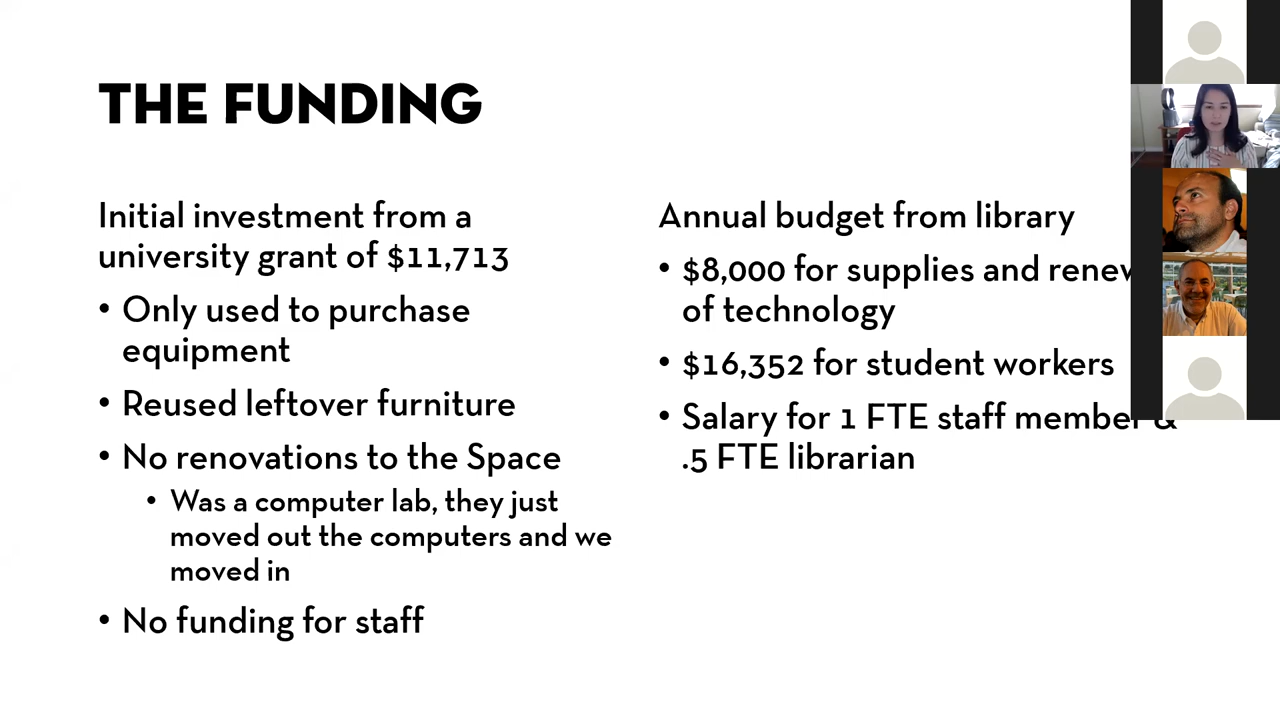 THE FUNDING
Initial investment from a
university grant of $11,713
• Only used to purchase
equipment
• Reused leftover furniture
• No renovations to the Space
• Was a computer lab, they just
moved out the computers and we
moved in
• No funding for staff
Annual budget from library
• $8,000 for supplies and
of technology
• $16,352 for student workers
• Salary for 1 FTE staff member &
.5 FTE librarian